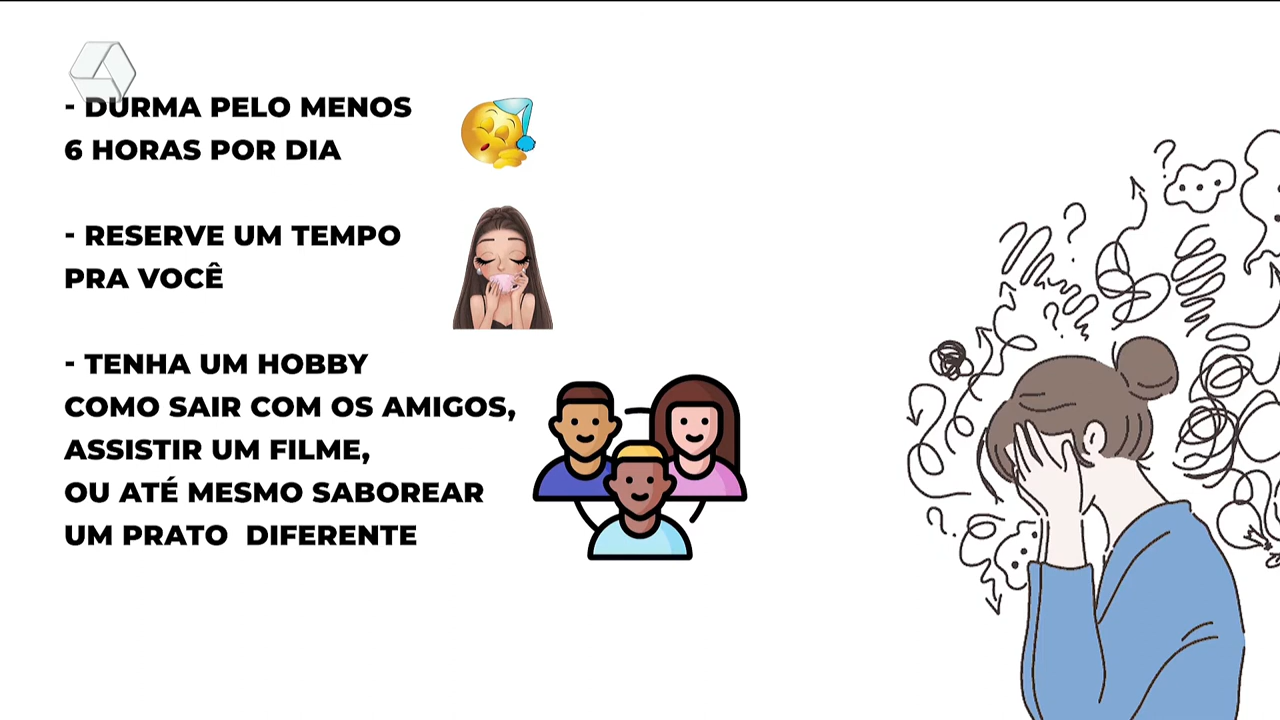 - DURMA PELO MENOS
6 HORAS POR DIA
- RESERVE UM TEMPO
PRA VOCÊ
- TENHA UM HOBBY
COMO SAIR COM OS AMIGOS,
ASSISTIR UM FILME,
OU ATÉ MESMO SABOREAR
UM PRATO  DIFERENTE